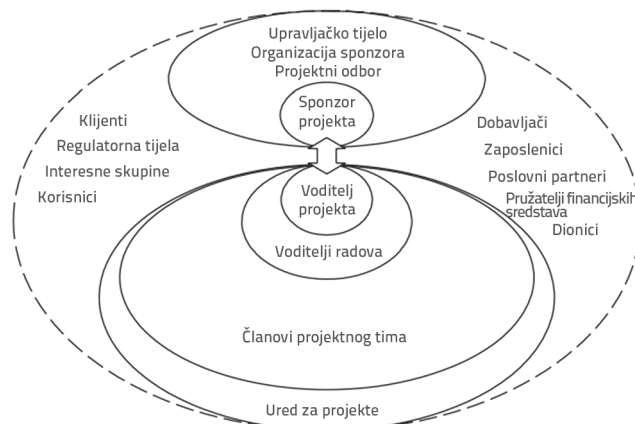 Upravljačko tijelo
Organizacija sponzora
Projektni odbor
Sponzor
projekta
Klijenti
Regulatorna tijela
Interesne skupine
Korisnici
Dobavljači
Zaposlenici
Poslovni partneri
Pružatelji financijskih
sredstava
Dionici
Voditelj
projekta
Voditelji radova
Članovi projektnog tima
Ured za projekte